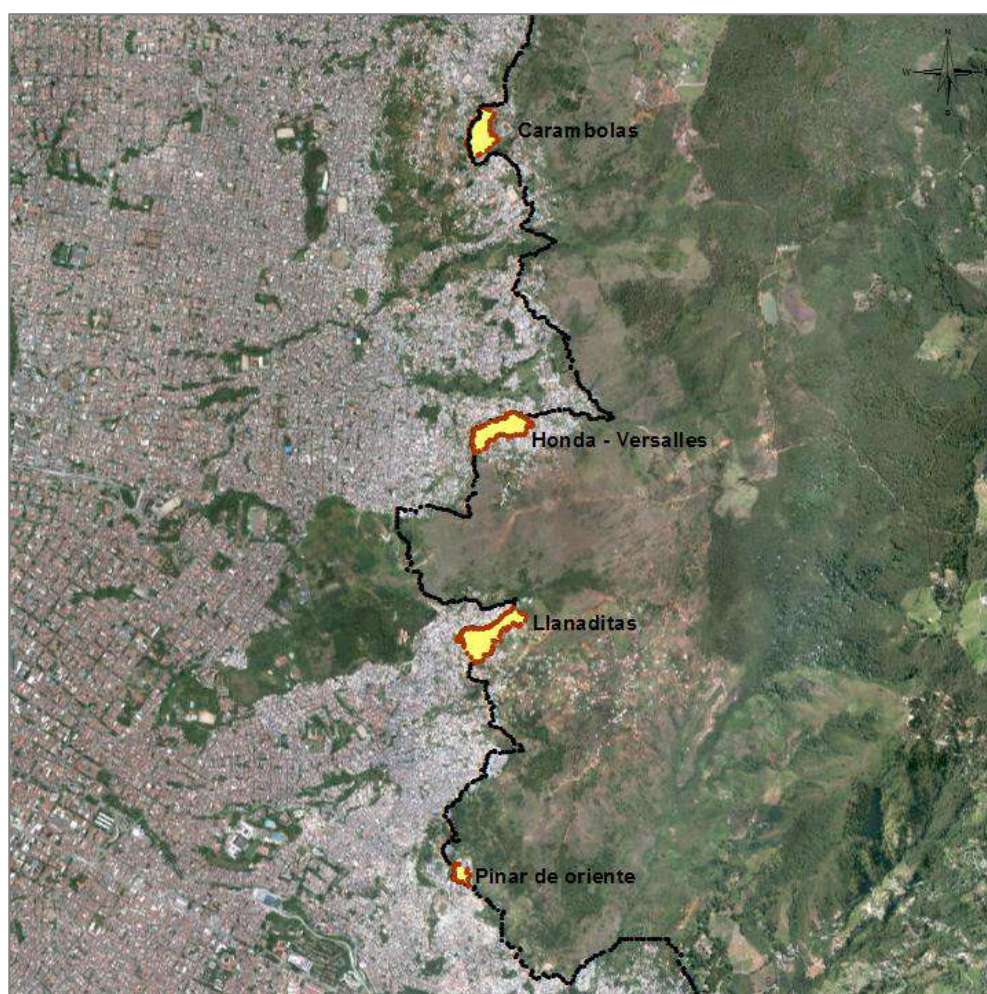 N
W
S
Carambolas
Honda - Versalles
Llanaditas
Pinar de oriente